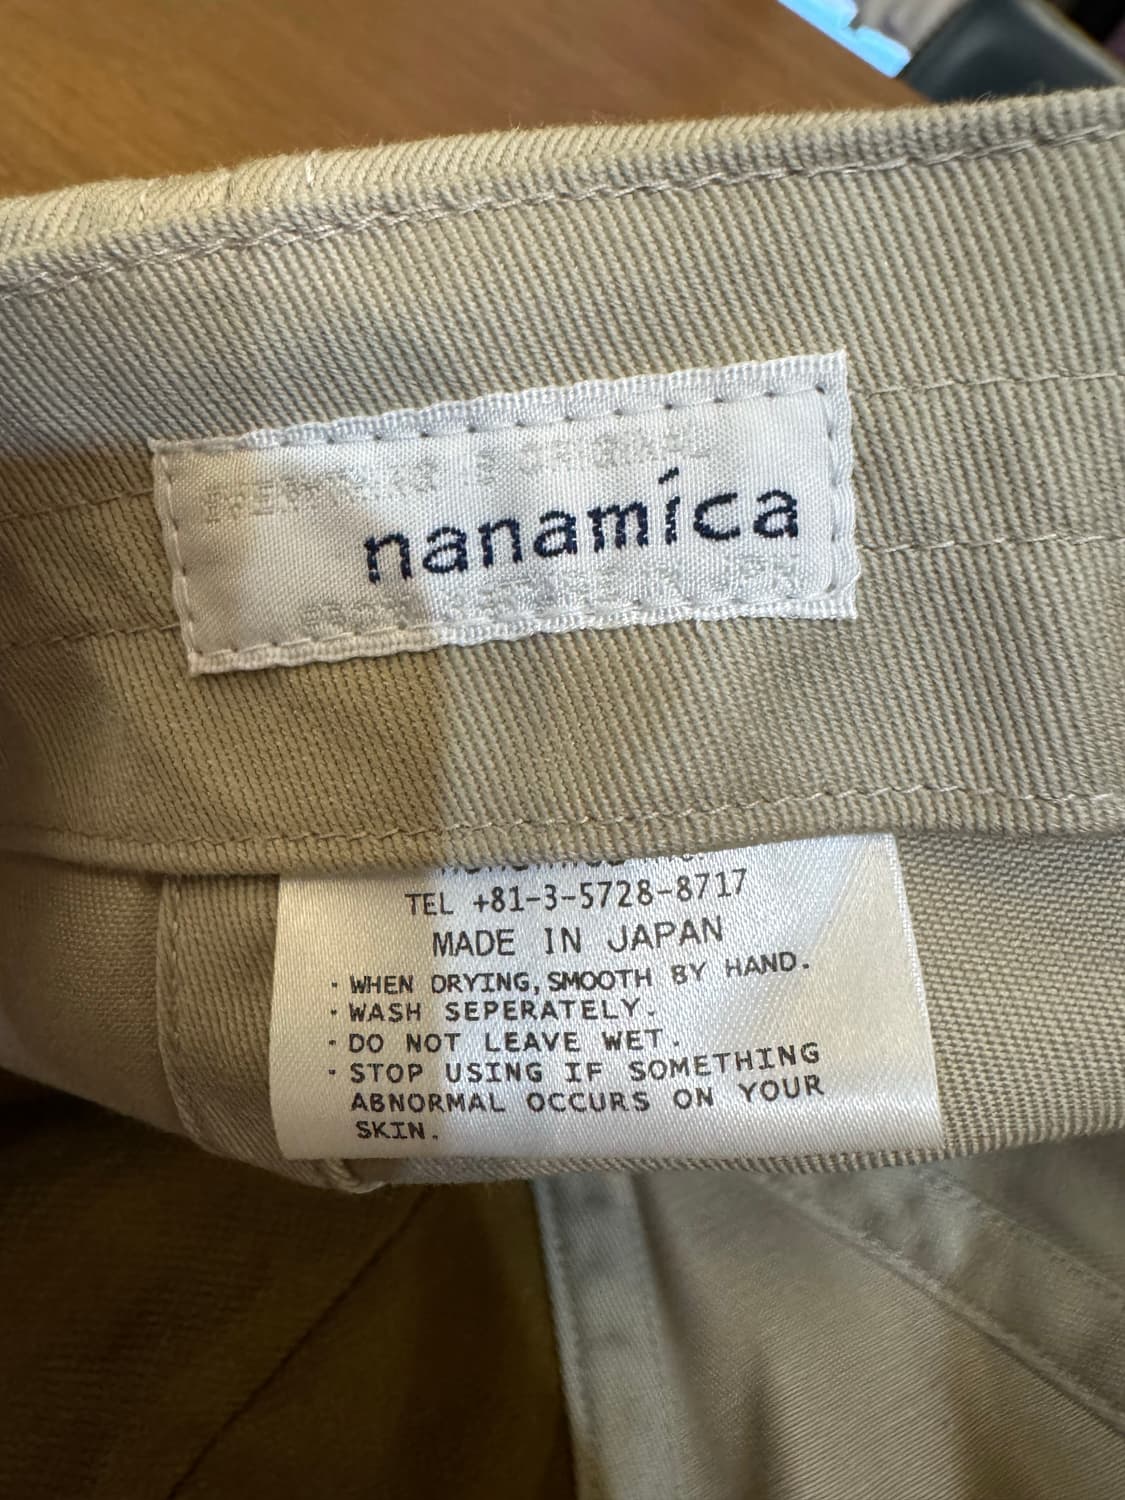 nanamíca
TEL +81-3-5728-8717
MADE IN JAPAN
・WHEN DRYING, SMOOTH BY HAND.
・WASH SEPERATELY.
・DO NOT LEAVE WET.
・STOP USING IF SOMETHING
ABNORMAL OCCURS ON YOUR
SKIN.